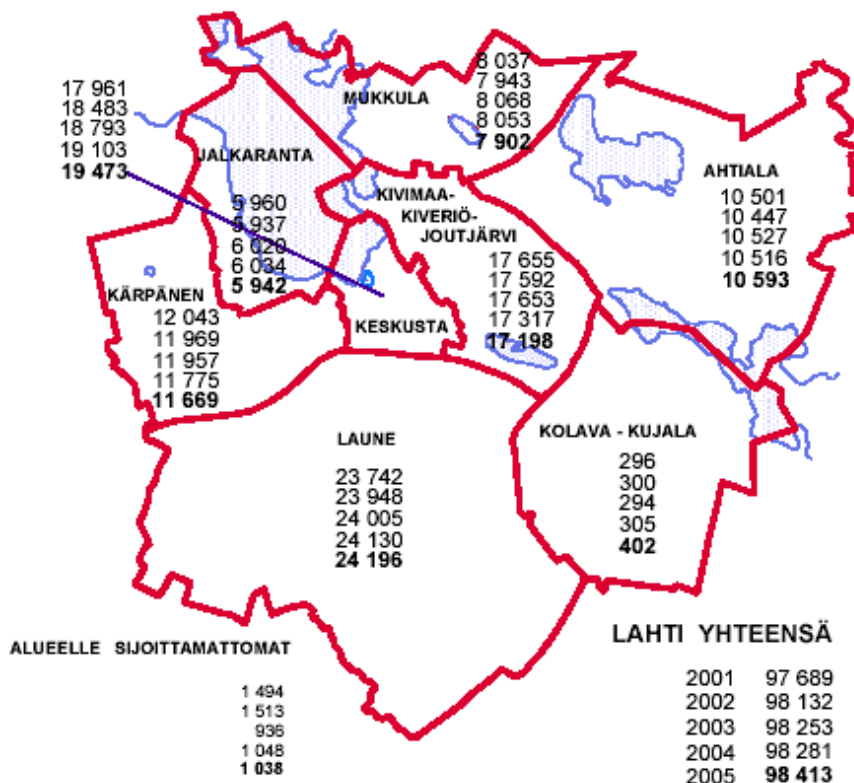 17 961
18 483
18 793
19 103
19 473
8 037
7 943
8 068
8 053
7 902
MUKKULA
JALKARANTA
5 960
5 937
6 020
6 034
5 942
KIVIMAA-
KIVERIÖ-
JOUTJÄRVI
17 655
17 592
17 653
17 317
17 198
AHTIALA
10 501
10 447
10 527
10 516
10 593
KÄRPÄNEN
12 043
11 969
11 957
11 775
11 669
KESKUSTA
LAUNE
23 742
23 948
24 005
24 130
24 196
KOLAVA - KUJALA
296
300
294
305
402
ALUEELLE SIJOITTAMATTOMAT
1 494
1 513
936
1 048
1 038
LAHTI YHTEENSÄ
2001 97 689
2002 98 132
2003 98 253
2004 98 281
2005 98 413